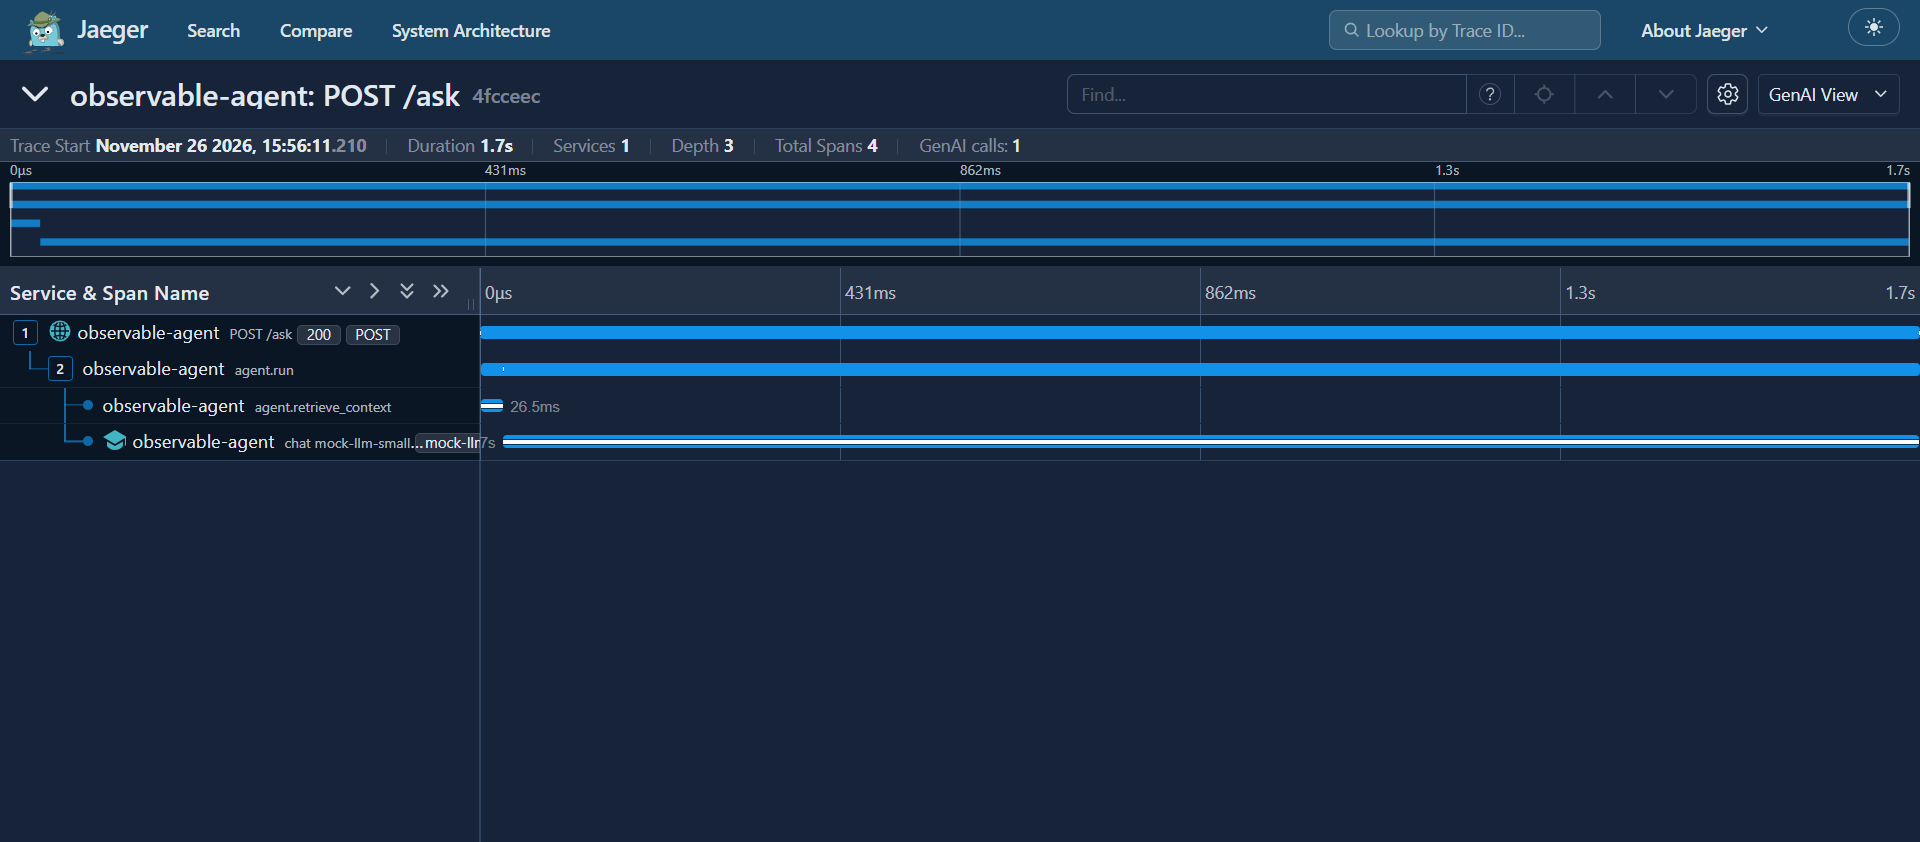 Jaeger Search Compare System Architecture Lookup by Trace ID... About Jaeger
observable-agent: POST /ask 4fcceec Find... ? GenAI View
Trace Start November 26 2026, 15:56:11.210 Duration 1.7s Services 1 Depth 3 Total Spans 4 GenAI calls: 1
0μs 431ms 862ms 1.3s 1.7s
Service & Span Name 0μs 431ms 862ms 1.3s 1.7s
1 observable-agent POST /ask 200 POST
2 observable-agent agent.run
observable-agent agent.retrieve_context 26.5ms
observable-agent chat mock-llm-small... mock-ll 7s